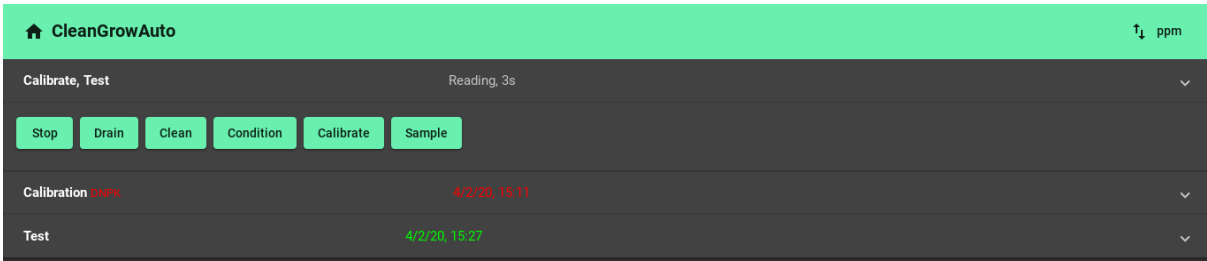 CleanGrowAuto ppm
Calibrate, Test Reading, 3s
Stop Drain Clean Condition Calibrate Sample
Calibration DNPK 4/2/20, 15:11
Test 4/2/20, 15:27